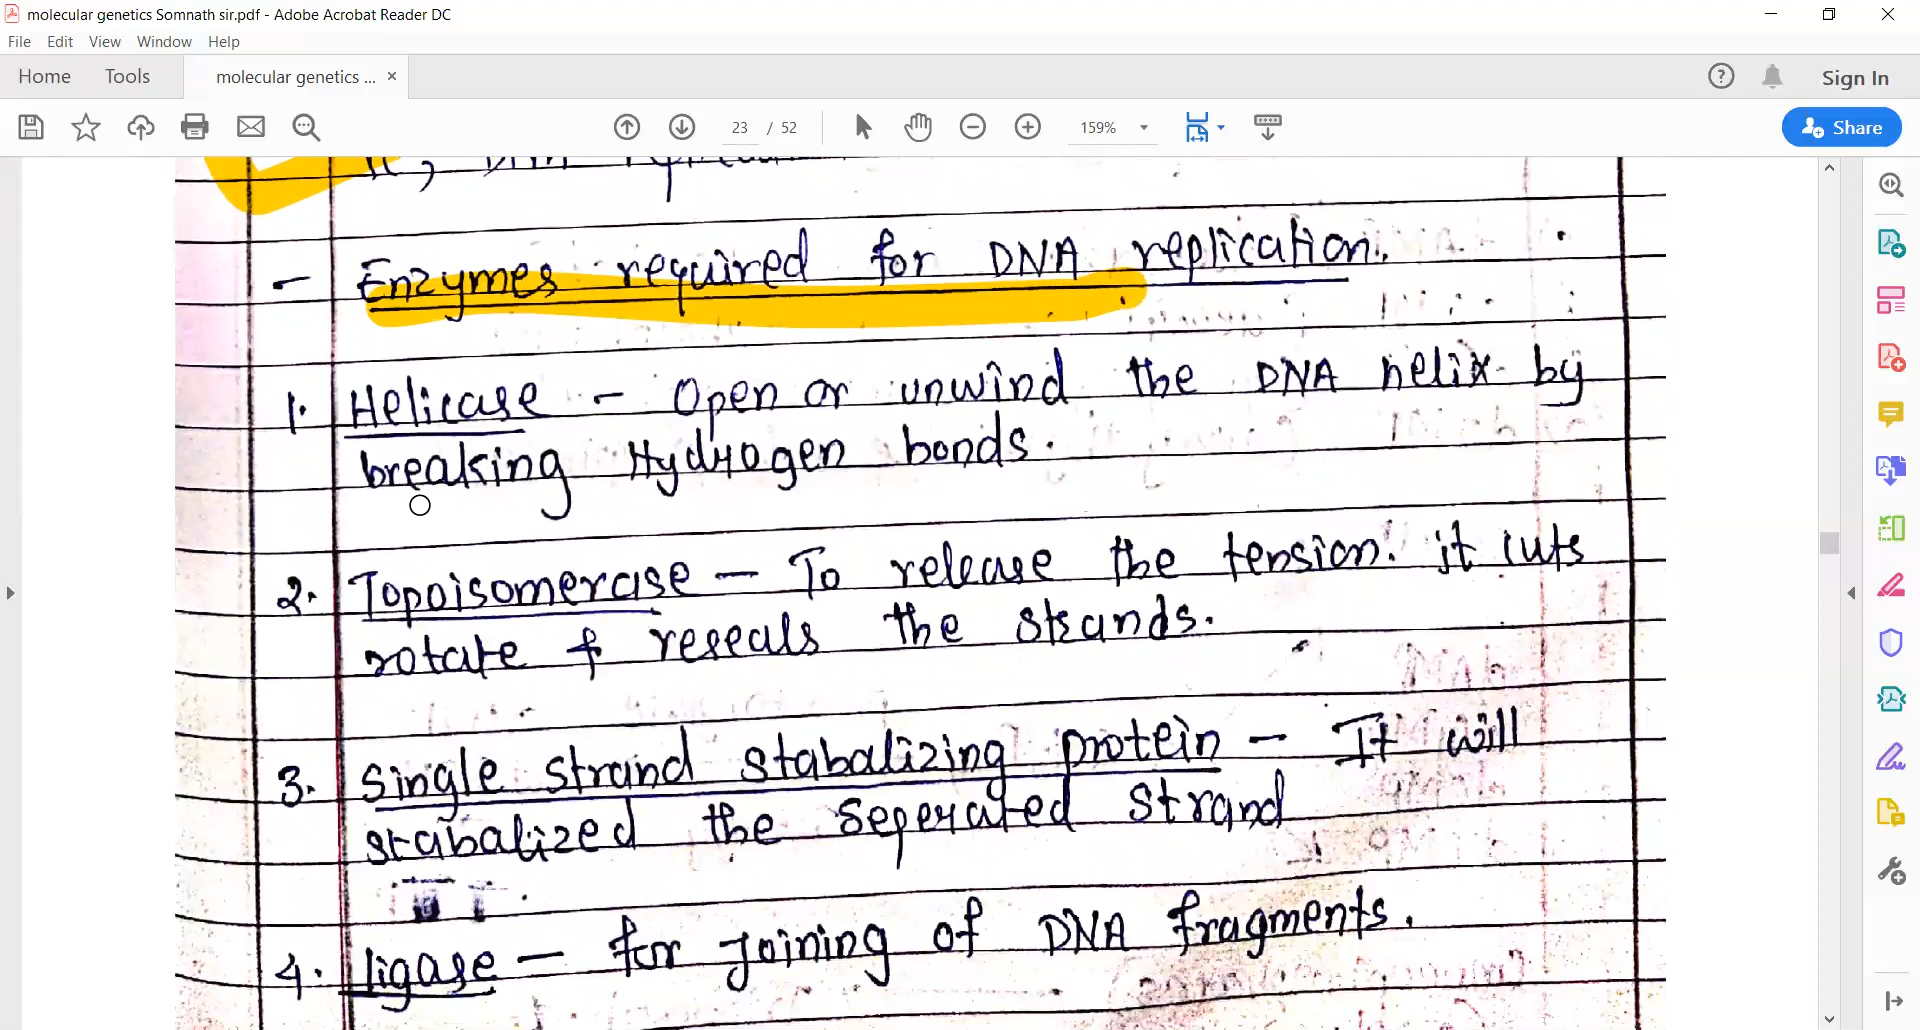 molecular genetics Somnath sir.pdf - Adobe Acrobat Reader DC
File Edit View Window Help
Home Tools molecular genetics ... × Sign In
23 / 52 159% Share
- Enzymes required for DNA replication.
1. Helicase - Open or unwind the DNA helix by
breaking Hydrogen bonds.
2. Topoisomerase - To release the tension. it cuts
rotate & reseals the strands.
3. Single strand stabalizing protein - It will
stabalized the seperated strand
4. ligase - for joining of DNA fragments.